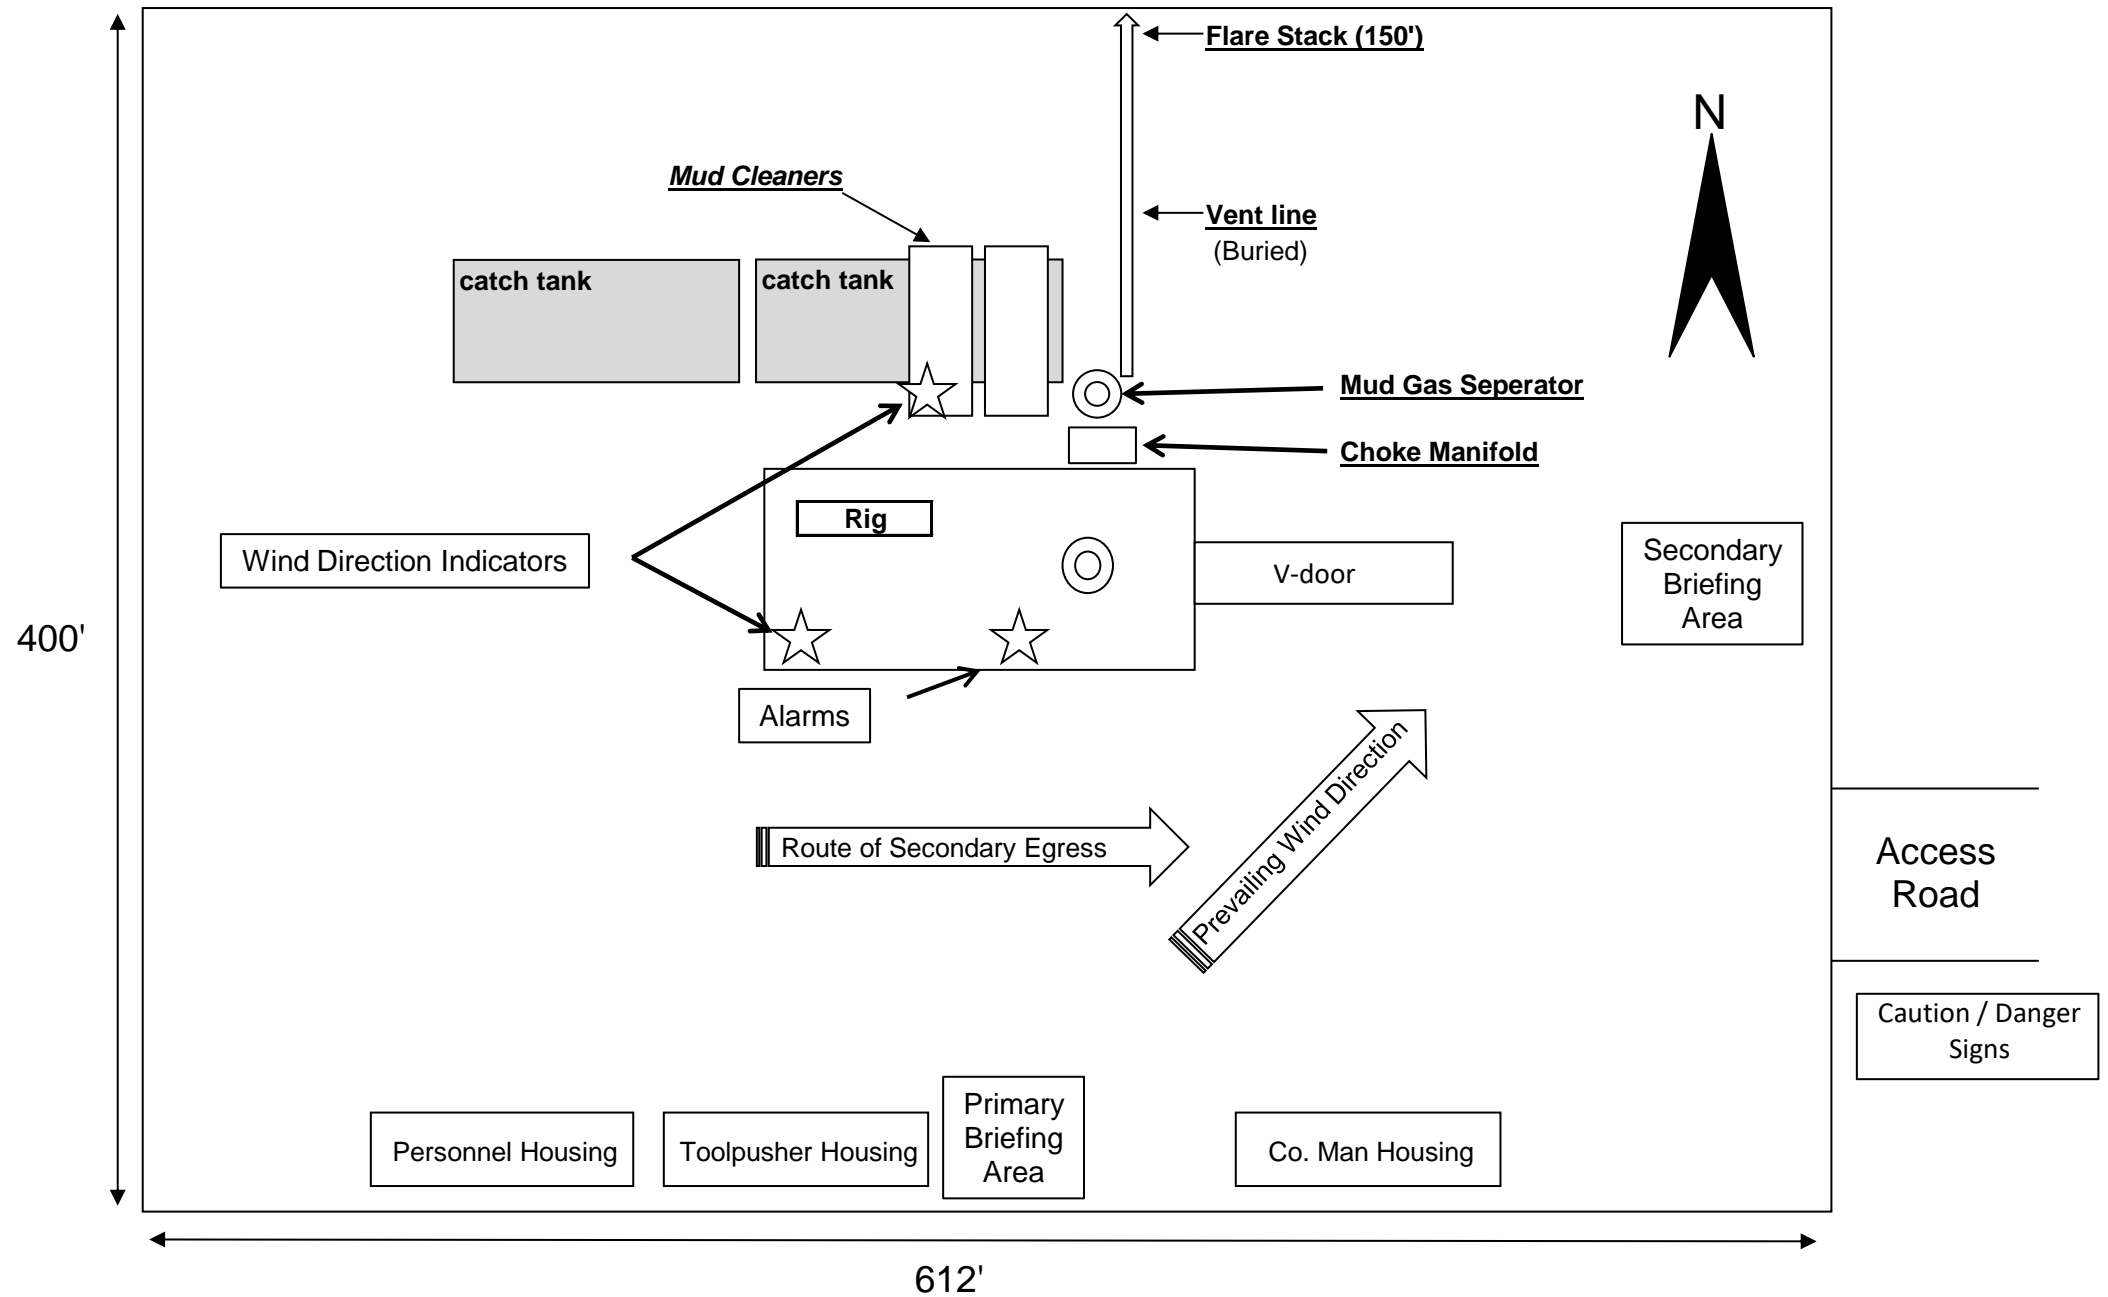 Flare Stack (150')
N
Mud Cleaners
Vent line
(Buried)
catch tank
catch tank
Mud Gas Seperator
Choke Manifold
Rig
Wind Direction Indicators
V-door
Secondary
Briefing
Area
400'
Alarms
Prevailing Wind Direction
Route of Secondary Egress
Access
Road
Caution / Danger
Signs
Personnel Housing
Toolpusher Housing
Primary
Briefing
Area
Co. Man Housing
612'